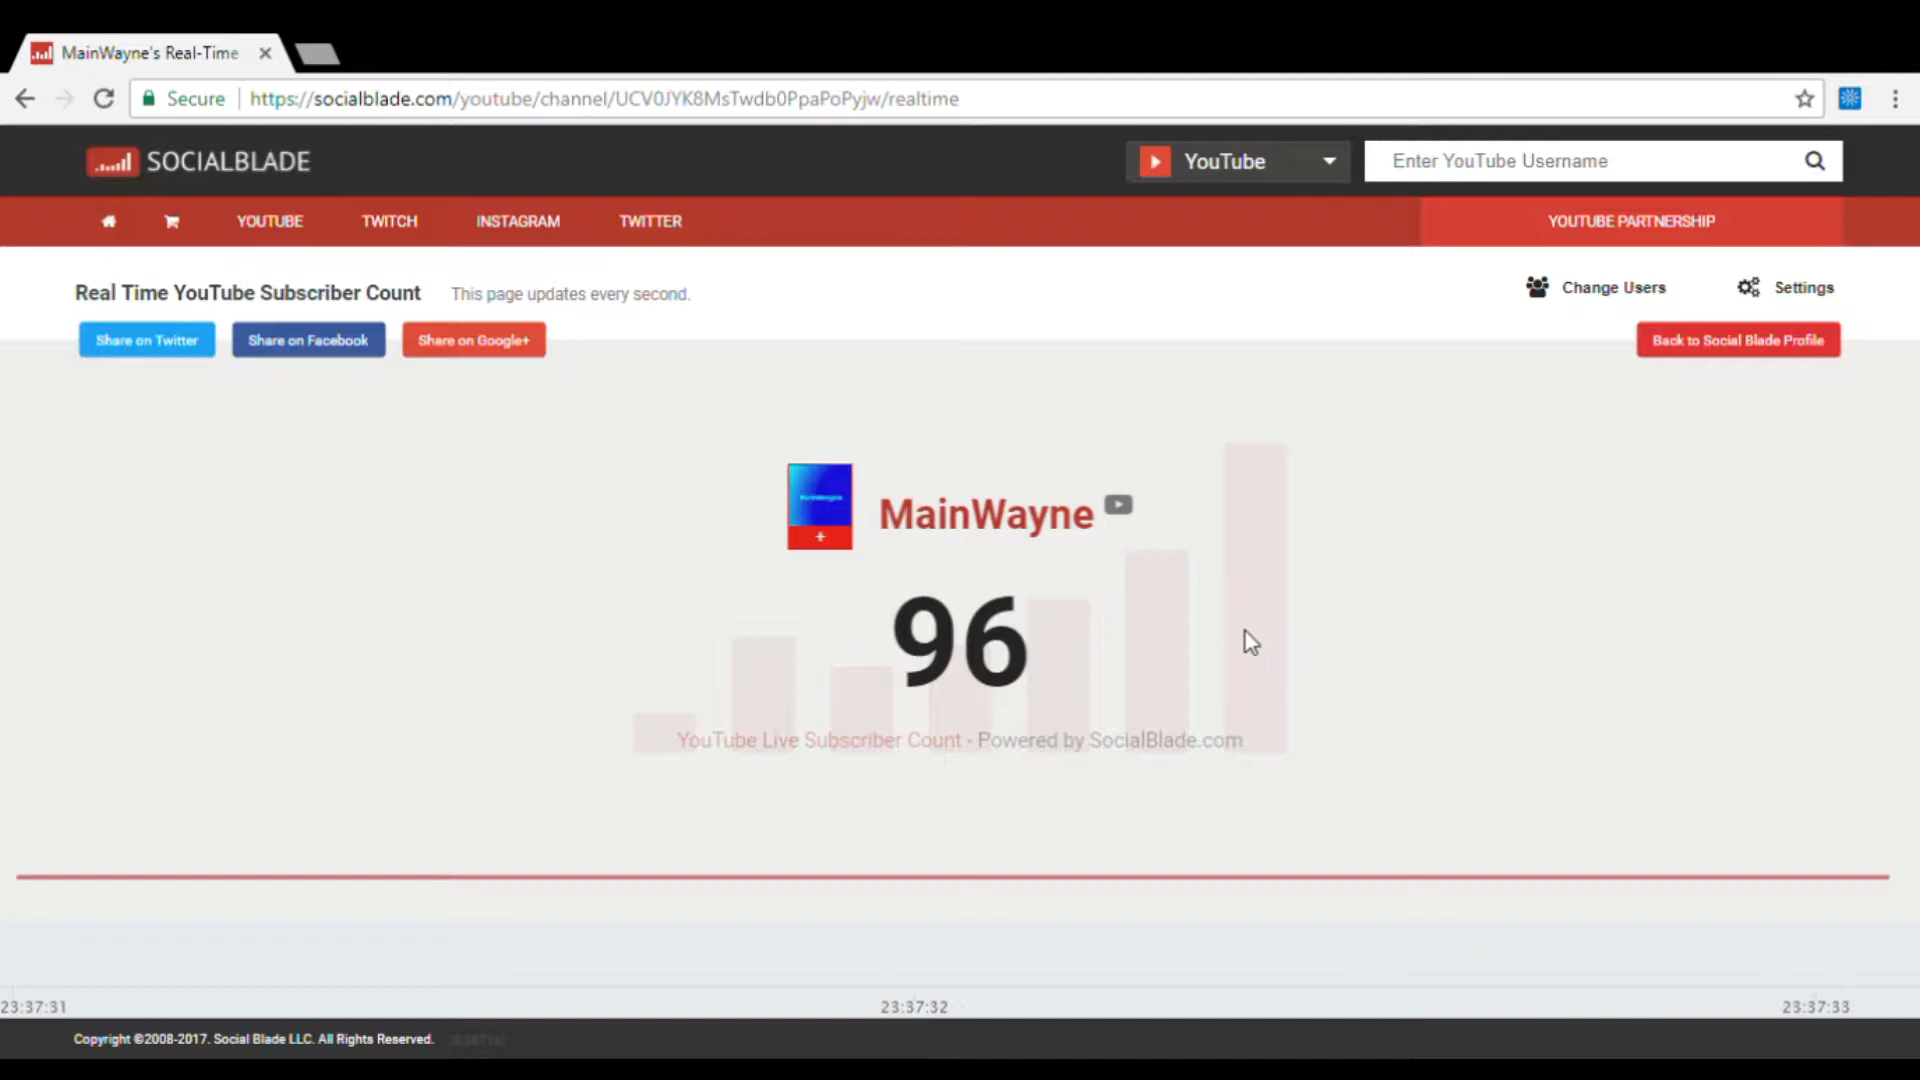 MainWayne's Real-Time
Secure https://socialblade.com/youtube/channel/UCV0JYK8MsTwdb0PpaPoPyjw/realtime
SOCIALBLADE
YouTube
Enter YouTube Username
YOUTUBE TWITCH INSTAGRAM TWITTER
YOUTUBE PARTNERSHIP
Real Time YouTube Subscriber Count This page updates every second.
Change Users
Settings
Share on Twitter
Share on Facebook
Share on Google+
Back to Social Blade Profile
MainWayne
96
YouTube Live Subscriber Count - Powered by SocialBlade.com
23:37:31 23:37:32 23:37:33
Copyright ©2008-2017. Social Blade LLC. All Rights Reserved.